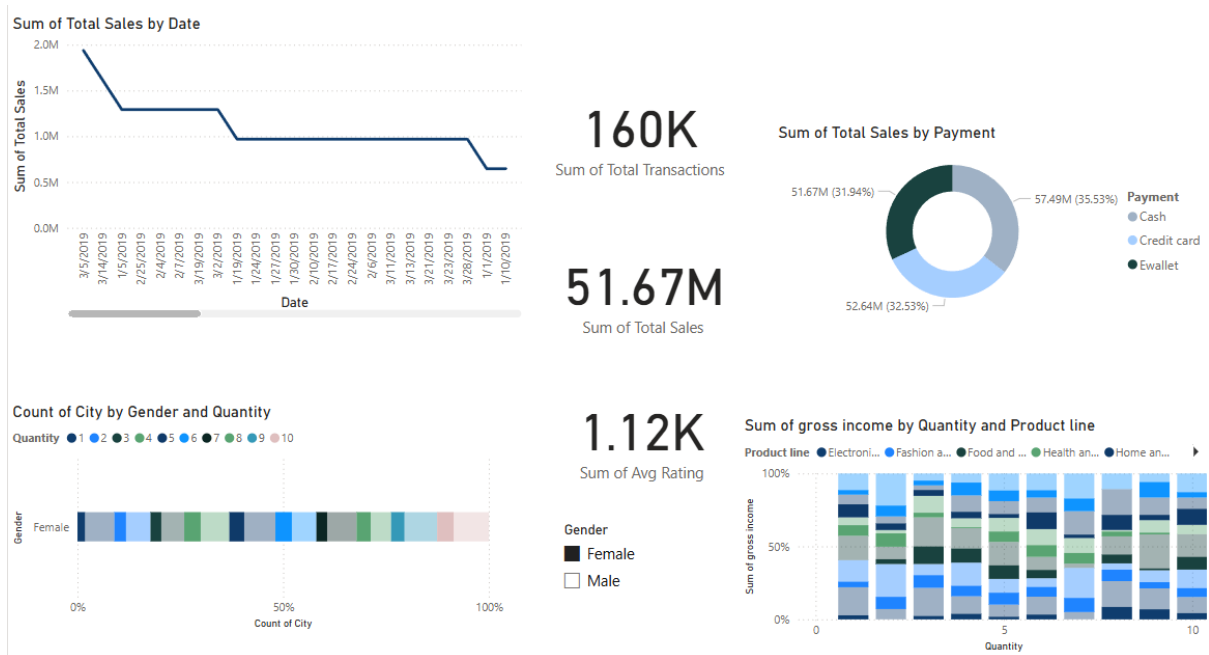 Sum of Total Sales by Date
2.0M
1.5M
1.0M
0.5M
0.0M
Sum of Total Sales
3/5/2019
3/14/2019
1/5/2019
2/25/2019
2/4/2019
2/7/2019
3/19/2019
3/2/2019
1/19/2019
1/24/2019
1/27/2019
1/30/2019
2/10/2019
2/17/2019
2/24/2019
2/6/2019
3/11/2019
3/13/2019
3/21/2019
3/23/2019
3/28/2019
1/1/2019
1/10/2019
Date
160K
Sum of Total Transactions
51.67M
Sum of Total Sales
1.12K
Sum of Avg Rating
Sum of Total Sales by Payment
51.67M (31.94%)
57.49M (35.53%)
52.64M (32.53%)
Payment
Cash
Credit card
Ewallet
Count of City by Gender and Quantity
Quantity 1 2 3 4 5 6 7 8 9 10
Gender
Female
0% 50% 100%
Count of City
Gender
Female
Male
Sum of gross income by Quantity and Product line
Product line Electroni... Fashion a... Food and ... Health an... Home an...
100%
50%
0%
Sum of gross income
0 5 10
Quantity